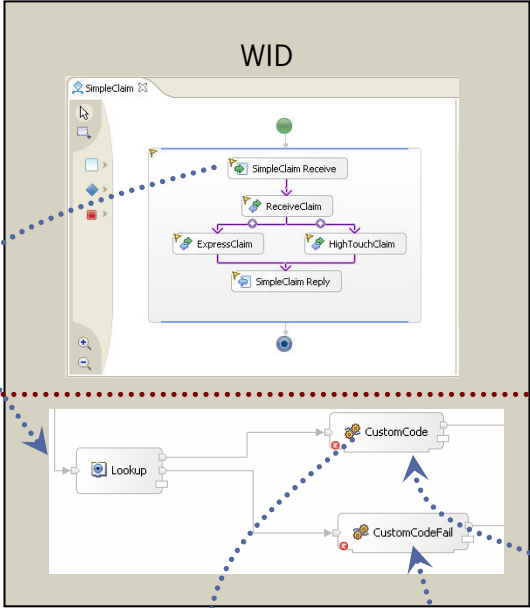 WID
SimpleClaim
SimpleClaim Receive
ReceiveClaim
ExpressClaim
HighTouchClaim
SimpleClaim Reply
CustomCode
Lookup
CustomCodeFail